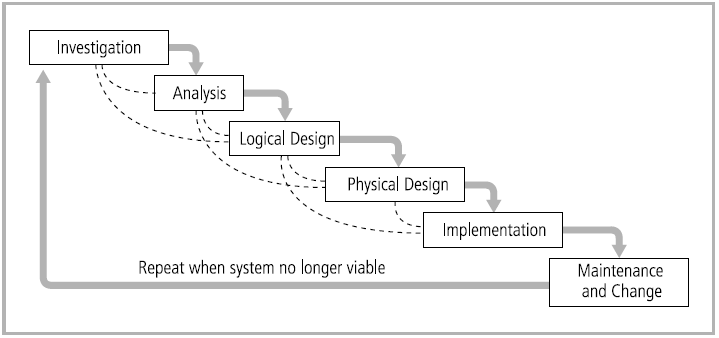 Investigation
Analysis
Logical Design
Physical Design
Implementation
Repeat when system no longer viable
Maintenance
and Change